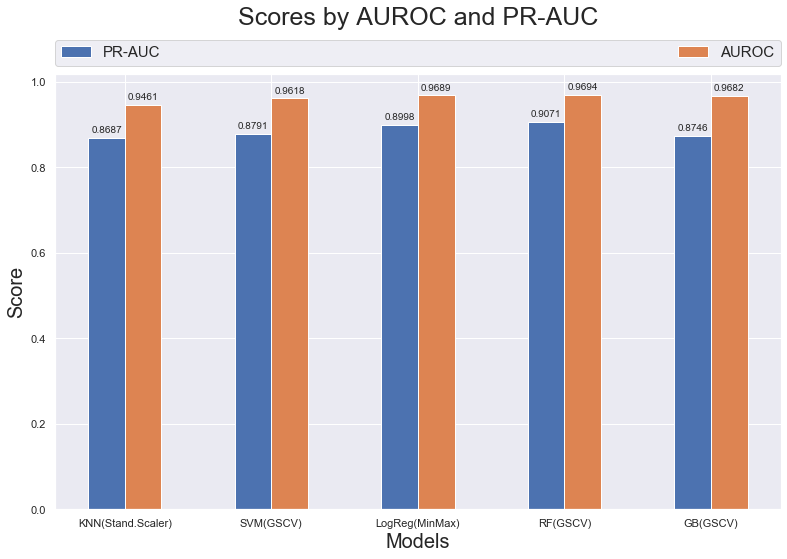 Scores by AUROC and PR-AUC
PR-AUC AUROC
1.0
0.8
0.6
0.4
0.2
0.0
Score
0.8687 0.9461 0.8791 0.9618 0.8998 0.9689 0.9071 0.9694 0.8746 0.9682
KNN(Stand.Scaler) SVM(GSCV) LogReg(MinMax) RF(GSCV) GB(GSCV)
Models